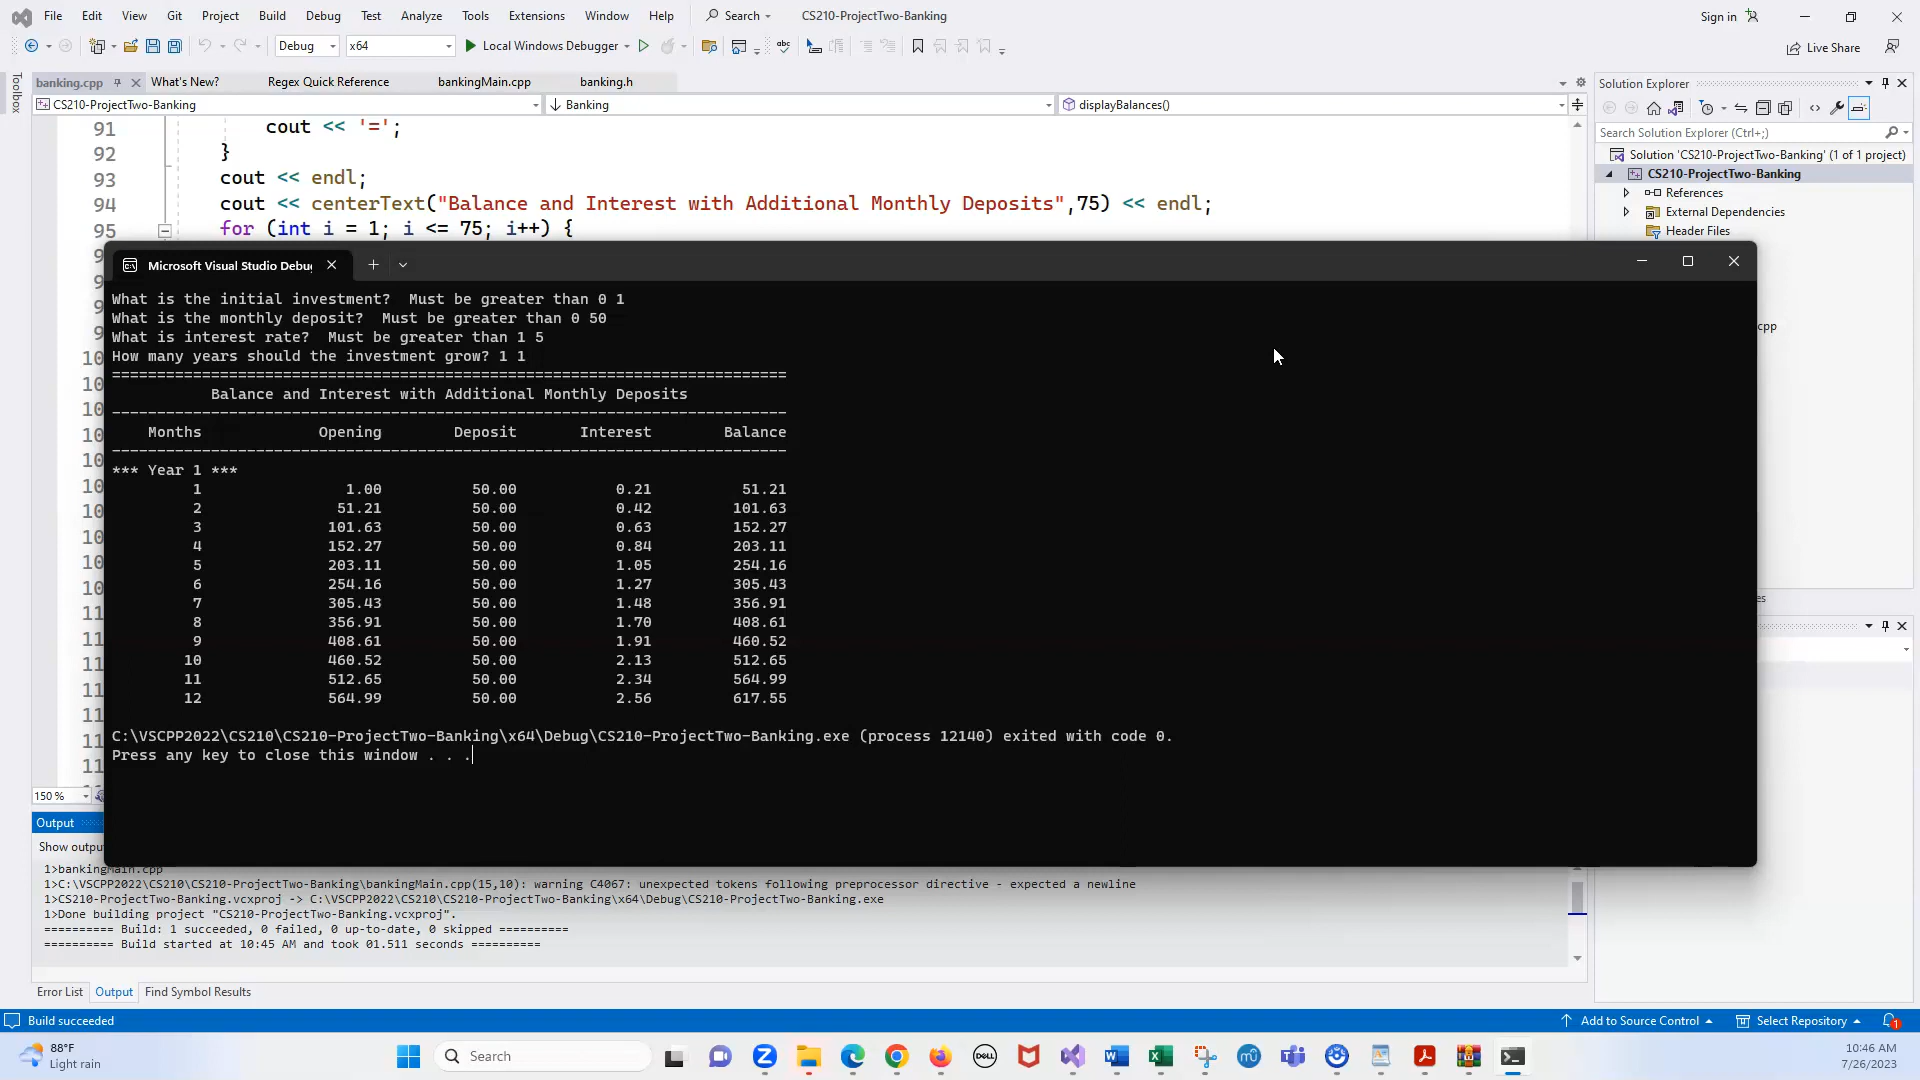 File Edit View Git Project Build Debug Test Analyze Tools Extensions Window Help Search CS210-ProjectTwo-Banking Sign in
Debug x64 Local Windows Debugger Live Share
Toolbox
banking.cpp What's New? Regex Quick Reference bankingMain.cpp banking.h
CS210-ProjectTwo-Banking Banking displayBalances()
91 cout << '=';
92 }
93 cout << endl;
94 cout << centerText("Balance and Interest with Additional Monthly Deposits",75) << endl;
95 for (int i = 1; i <= 75; i++) {
Solution Explorer
Search Solution Explorer (Ctrl+;)
Solution 'CS210-ProjectTwo-Banking' (1 of 1 project)
CS210-ProjectTwo-Banking
References
External Dependencies
Header Files
cpp
es
Microsoft Visual Studio Debug
What is the initial investment?  Must be greater than 0 1
What is the monthly deposit?  Must be greater than 0 50
What is interest rate?  Must be greater than 1 5
How many years should the investment grow? 1 1
===========================================================================
Balance and Interest with Additional Monthly Deposits
---------------------------------------------------------------------------
Months Opening Deposit Interest Balance
---------------------------------------------------------------------------
*** Year 1 ***
1 1.00 50.00 0.21 51.21
2 51.21 50.00 0.42 101.63
3 101.63 50.00 0.63 152.27
4 152.27 50.00 0.84 203.11
5 203.11 50.00 1.05 254.16
6 254.16 50.00 1.27 305.43
7 305.43 50.00 1.48 356.91
8 356.91 50.00 1.70 408.61
9 408.61 50.00 1.91 460.52
10 460.52 50.00 2.13 512.65
11 512.65 50.00 2.34 564.99
12 564.99 50.00 2.56 617.55
C:\VSCPP2022\CS210\CS210-ProjectTwo-Banking\x64\Debug\CS210-ProjectTwo-Banking.exe (process 12140) exited with code 0.
Press any key to close this window . . .
150 %
Output
Show outpu
1>bankingMain.cpp
1>C:\VSCPP2022\CS210\CS210-ProjectTwo-Banking\bankingMain.cpp(15,10): warning C4067: unexpected tokens following preprocessor directive - expected a newline
1>CS210-ProjectTwo-Banking.vcxproj -> C:\VSCPP2022\CS210\CS210-ProjectTwo-Banking\x64\Debug\CS210-ProjectTwo-Banking.exe
1>Done building project "CS210-ProjectTwo-Banking.vcxproj".
========== Build: 1 succeeded, 0 failed, 0 up-to-date, 0 skipped ==========
========== Build started at 10:45 AM and took 01.511 seconds ==========
Error List Output Find Symbol Results
Build succeeded Add to Source Control Select Repository 1
88°F
Light rain
Search
DELL
10:46 AM
7/26/2023